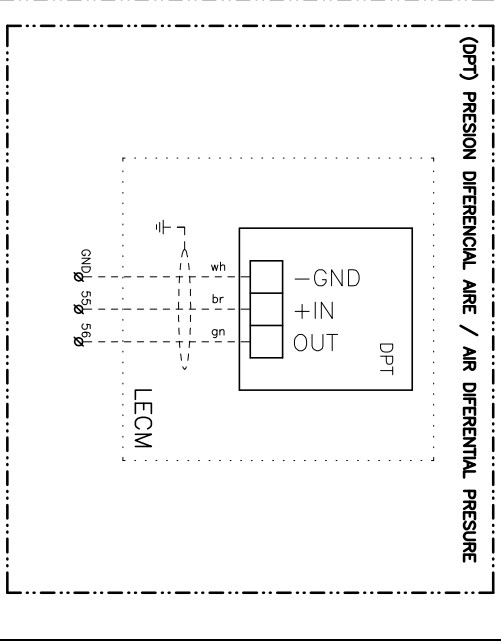 (DPT) PRESION DIFERENCIAL AIRE / AIR DIFERENTIAL PRESURE
DPT
-GND
+IN
OUT
wh
br
gn
GND
55
56
LECM